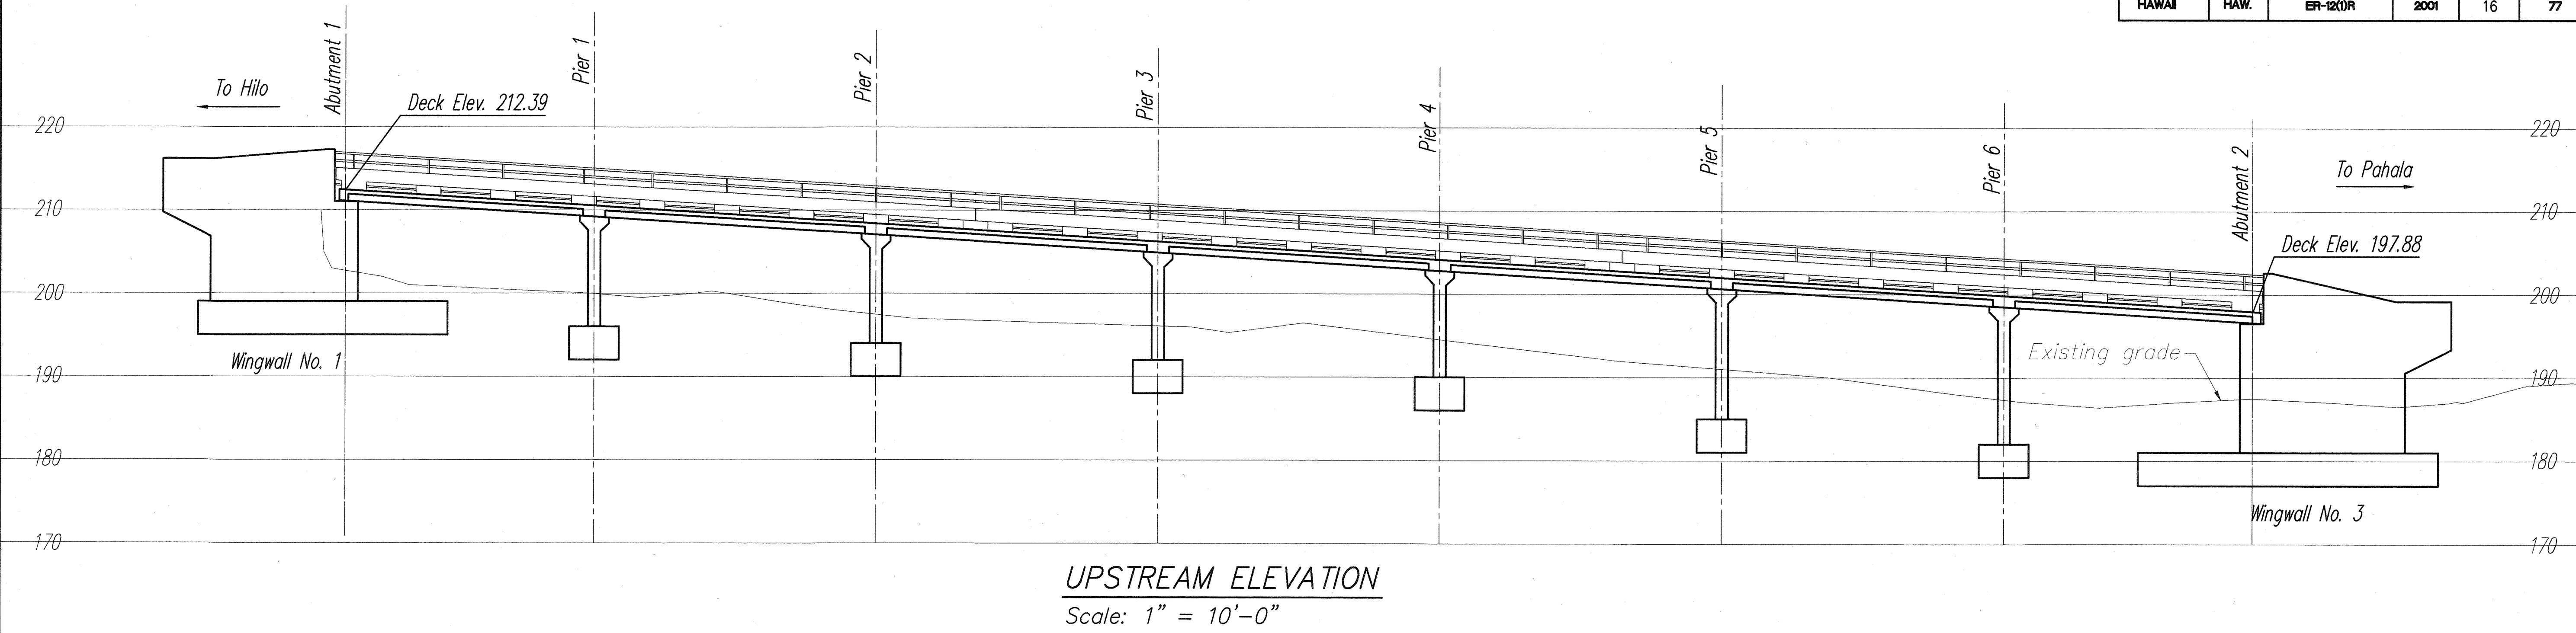 HAWAII HAW. ER-12(1)R 2001 16 77
To Hilo
Abutment 1
Pier 1
Pier 2
Pier 3
Pier 4
Pier 5
Pier 6
Abutment 2
To Pahala
Deck Elev. 212.39
Deck Elev. 197.88
220 220
210 210
200 200
190 190
180 180
170 170
Existing grade
Wingwall No. 1
Wingwall No. 3
UPSTREAM ELEVATION
Scale: 1" = 10'-0"